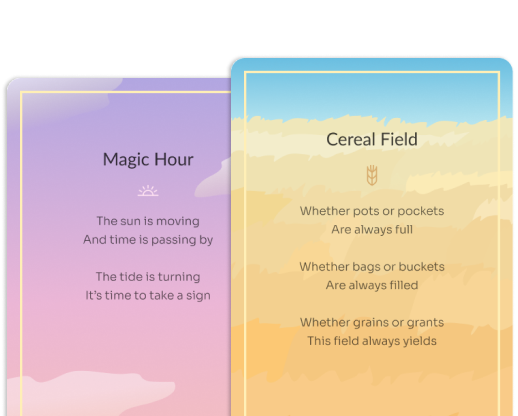 Magic Hour
The sun is moving
And time is passing by
The tide is turning
It's time to take a sign
Cereal Field
Whether pots or pockets
Are always full
Whether bags or buckets
Are always filled
Whether grains or grants
This field always yields